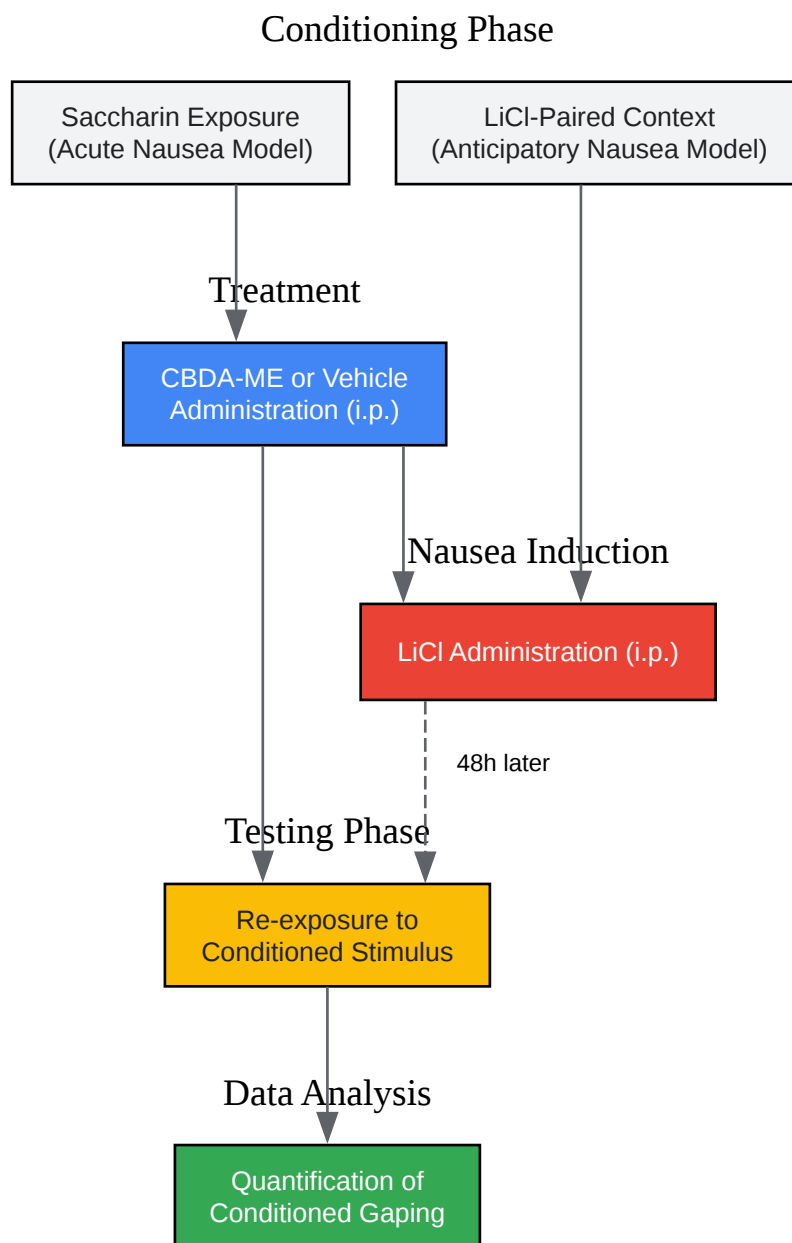 Conditioning Phase
Saccharin Exposure
(Acute Nausea Model)
LiCl-Paired Context
(Anticipatory Nausea Model)
Treatment
CBDA-ME or Vehicle
Administration (i.p.)
Nausea Induction
LiCl Administration (i.p.)
48h later
Testing Phase
Re-exposure to
Conditioned Stimulus
Data Analysis
Quantification of
Conditioned Gaping